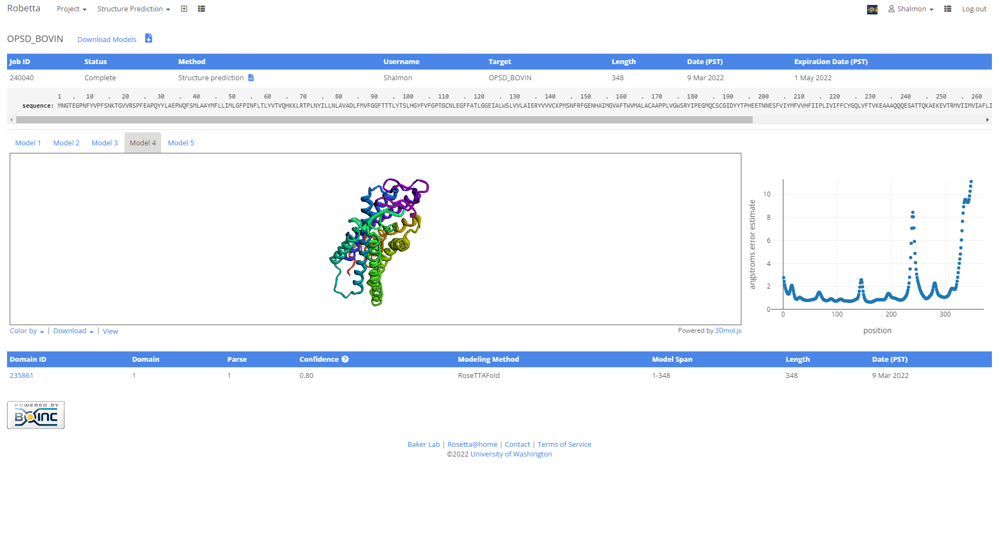 Robetta Project Structure Prediction Shalmon Log out
OPSD_BOVIN Download Models
Job ID Status Method Username Target Length Date (PST) Expiration Date (PST)
240040 Complete Structure prediction Shalmon OPSD_BOVIN 348 9 Mar 2022 1 May 2022
1 . 10 . 20 . 30 . 40 . 50 . 60 . 70 . 80 . 90 . 100 . 110 . 120 . 130 . 140 . 150 . 160 . 170 . 180 . 190 . 200 . 210 . 220 . 230 . 240 . 250 . 260
sequence: MNGTEGPNFYVPFSNKTGVVRSPFEAPQYYLAEPWQFSMLAAYMFLLIMLGFPINFLTLYVTVQHKKLRTPLNYILLNLAVADLFMVFGGFTTTLYTSLHGYFVFGPTGCNLEGFFATLGGEIALWSLVVLAIERYVVVCKPMSNFRFGENHAIMGVAFTWVMALACAAPPLVGWSRYIPEGMQCSCGIDYYTPHEETNNESFVIYMFVVHFIIPLIVIFFCYGQLVFTVKEAAAQQQESATTQKAEKEVTRMVIIMVIAFLI
Model 1 Model 2 Model 3 Model 4 Model 5
angstroms error estimate
10
8
6
4
2
0
0 100 200 300
position
Color by | Download | View Powered by 3Dmol.js
Domain ID Domain Parse Confidence ? Modeling Method Model Span Length Date (PST)
235861 1 1 0.80 RoseTTAFold 1-348 348 9 Mar 2022
POWERED BY
BOINC
Baker Lab | Rosetta@home | Contact | Terms of Service
©2022 University of Washington